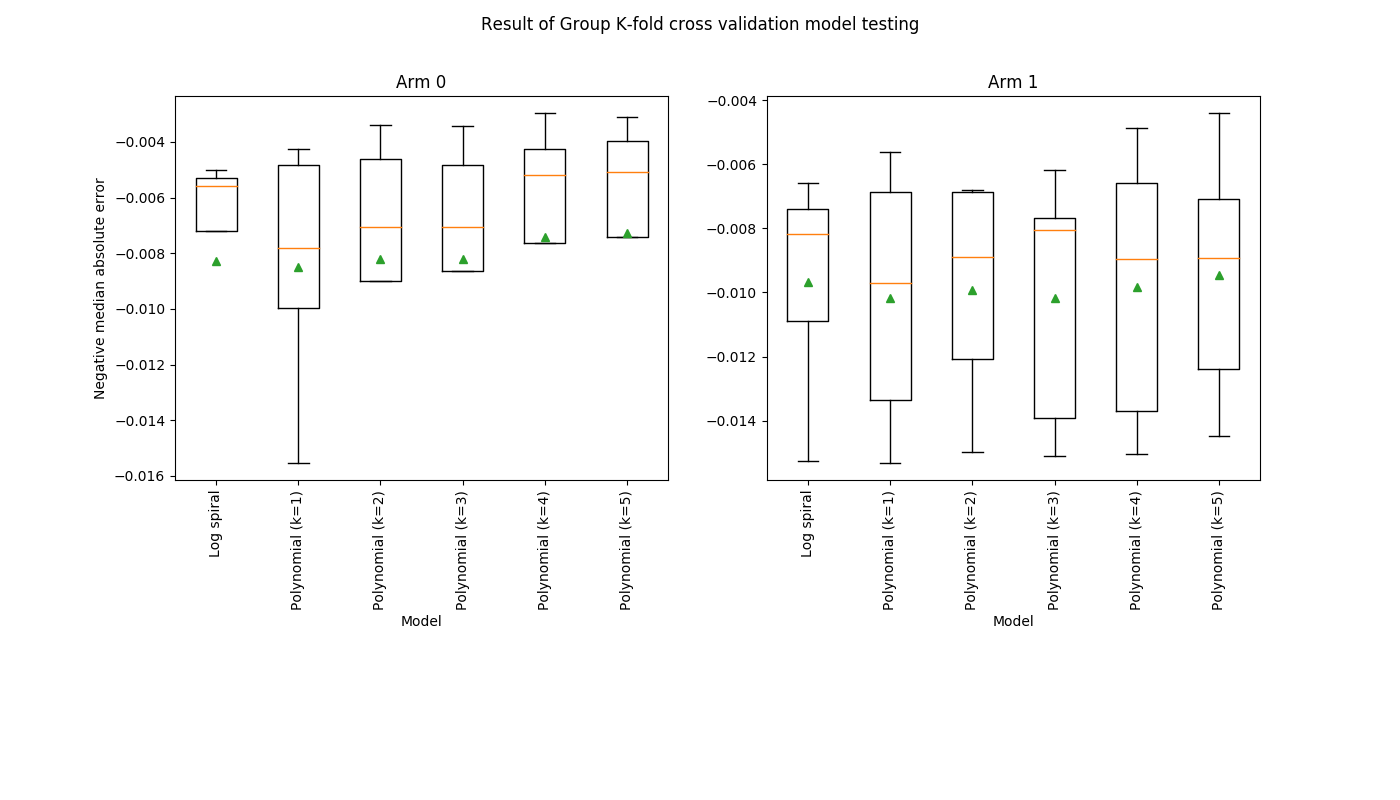 Result of Group K-fold cross validation model testing
Arm 0
Negative median absolute error
−0.004
−0.006
−0.008
−0.010
−0.012
−0.014
−0.016
Log spiral
Polynomial (k=1)
Polynomial (k=2)
Polynomial (k=3)
Polynomial (k=4)
Polynomial (k=5)
Model
Arm 1
−0.004
−0.006
−0.008
−0.010
−0.012
−0.014
Log spiral
Polynomial (k=1)
Polynomial (k=2)
Polynomial (k=3)
Polynomial (k=4)
Polynomial (k=5)
Model